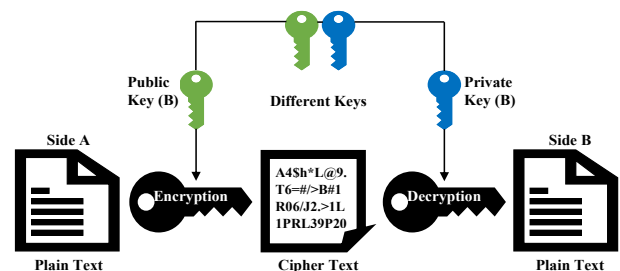 Public
Key (B)
Different Keys
Private
Key (B)
Side A
Side B
Encryption
A4$h*L@9.
T6=#/>B#1
R06/J2.>1L
1PRL39P20
Decryption
Plain Text
Cipher Text
Plain Text